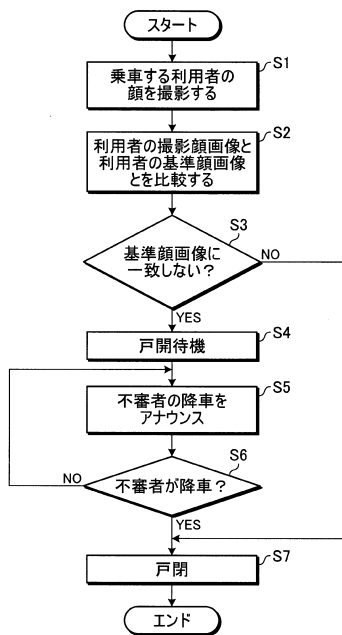 スタート
S1
乗車する利用者の
顔を撮影する
S2
利用者の撮影顔画像と
利用者の基準顔画像
とを比較する
S3
基準顔画像に
一致しない？
NO
YES
S4
戸開待機
S5
不審者の降車を
アナウンス
S6
不審者が降車？
NO
YES
S7
戸閉
エンド